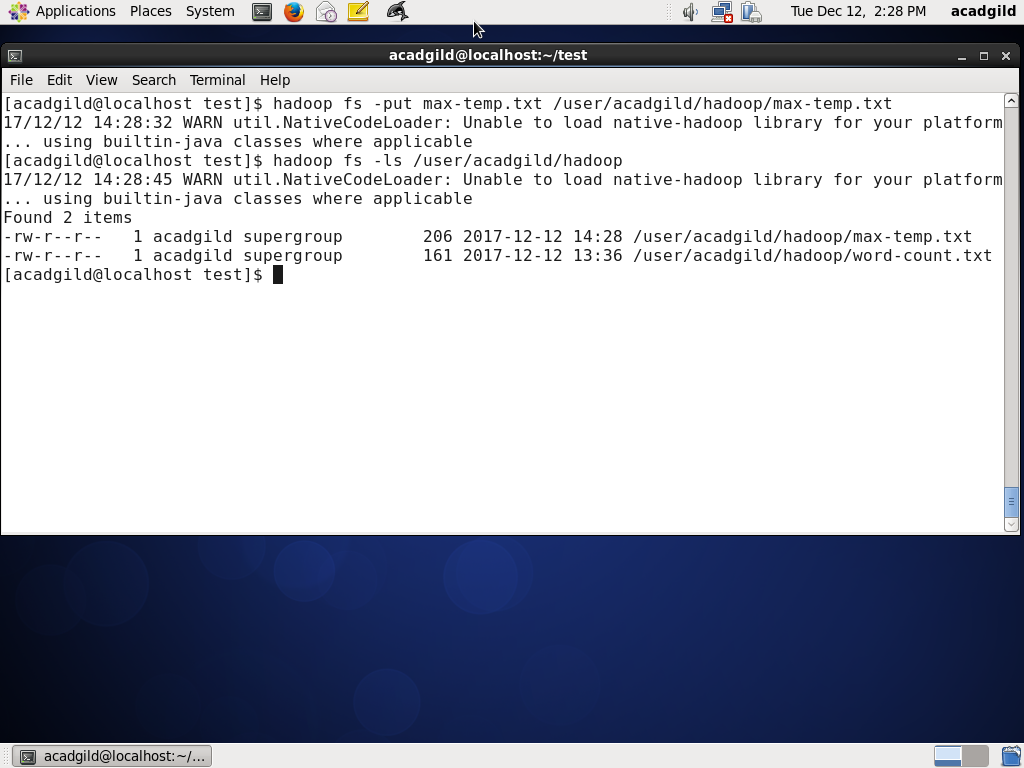 Applications Places System Tue Dec 12, 2:28 PM acadgild
acadgild@localhost:~/test
File Edit View Search Terminal Help
[acadgild@localhost test]$ hadoop fs -put max-temp.txt /user/acadgild/hadoop/max-temp.txt
17/12/12 14:28:32 WARN util.NativeCodeLoader: Unable to load native-hadoop library for your platform
... using builtin-java classes where applicable
[acadgild@localhost test]$ hadoop fs -ls /user/acadgild/hadoop
17/12/12 14:28:45 WARN util.NativeCodeLoader: Unable to load native-hadoop library for your platform
... using builtin-java classes where applicable
Found 2 items
-rw-r--r--   1 acadgild supergroup        206 2017-12-12 14:28 /user/acadgild/hadoop/max-temp.txt
-rw-r--r--   1 acadgild supergroup        161 2017-12-12 13:36 /user/acadgild/hadoop/word-count.txt
[acadgild@localhost test]$
acadgild@localhost:~/...